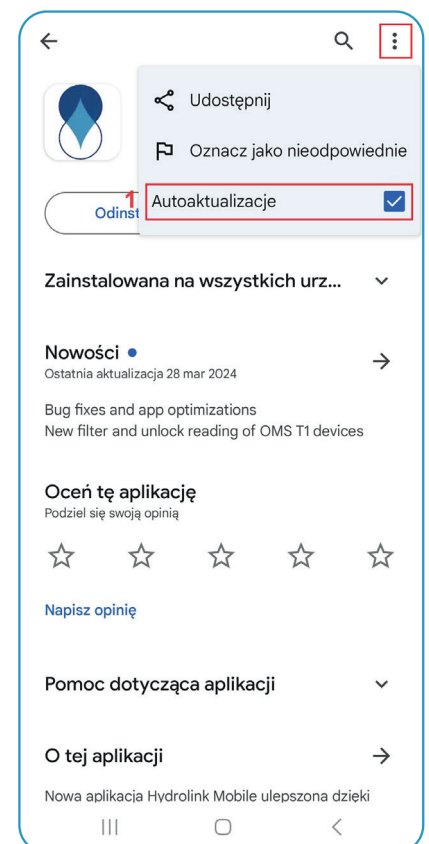 Udostępnij
Oznacz jako nieodpowiednie
1
Autoaktualizacje
Odinst
Zainstalowana na wszystkich urz...
Nowości
Ostatnia aktualizacja 28 mar 2024
Bug fixes and app optimizations
New filter and unlock reading of OMS T1 devices
Oceń tę aplikację
Podziel się swoją opinią
Napisz opinię
Pomoc dotycząca aplikacji
O tej aplikacji
Nowa aplikacja Hydrolink Mobile ulepszona dzięki